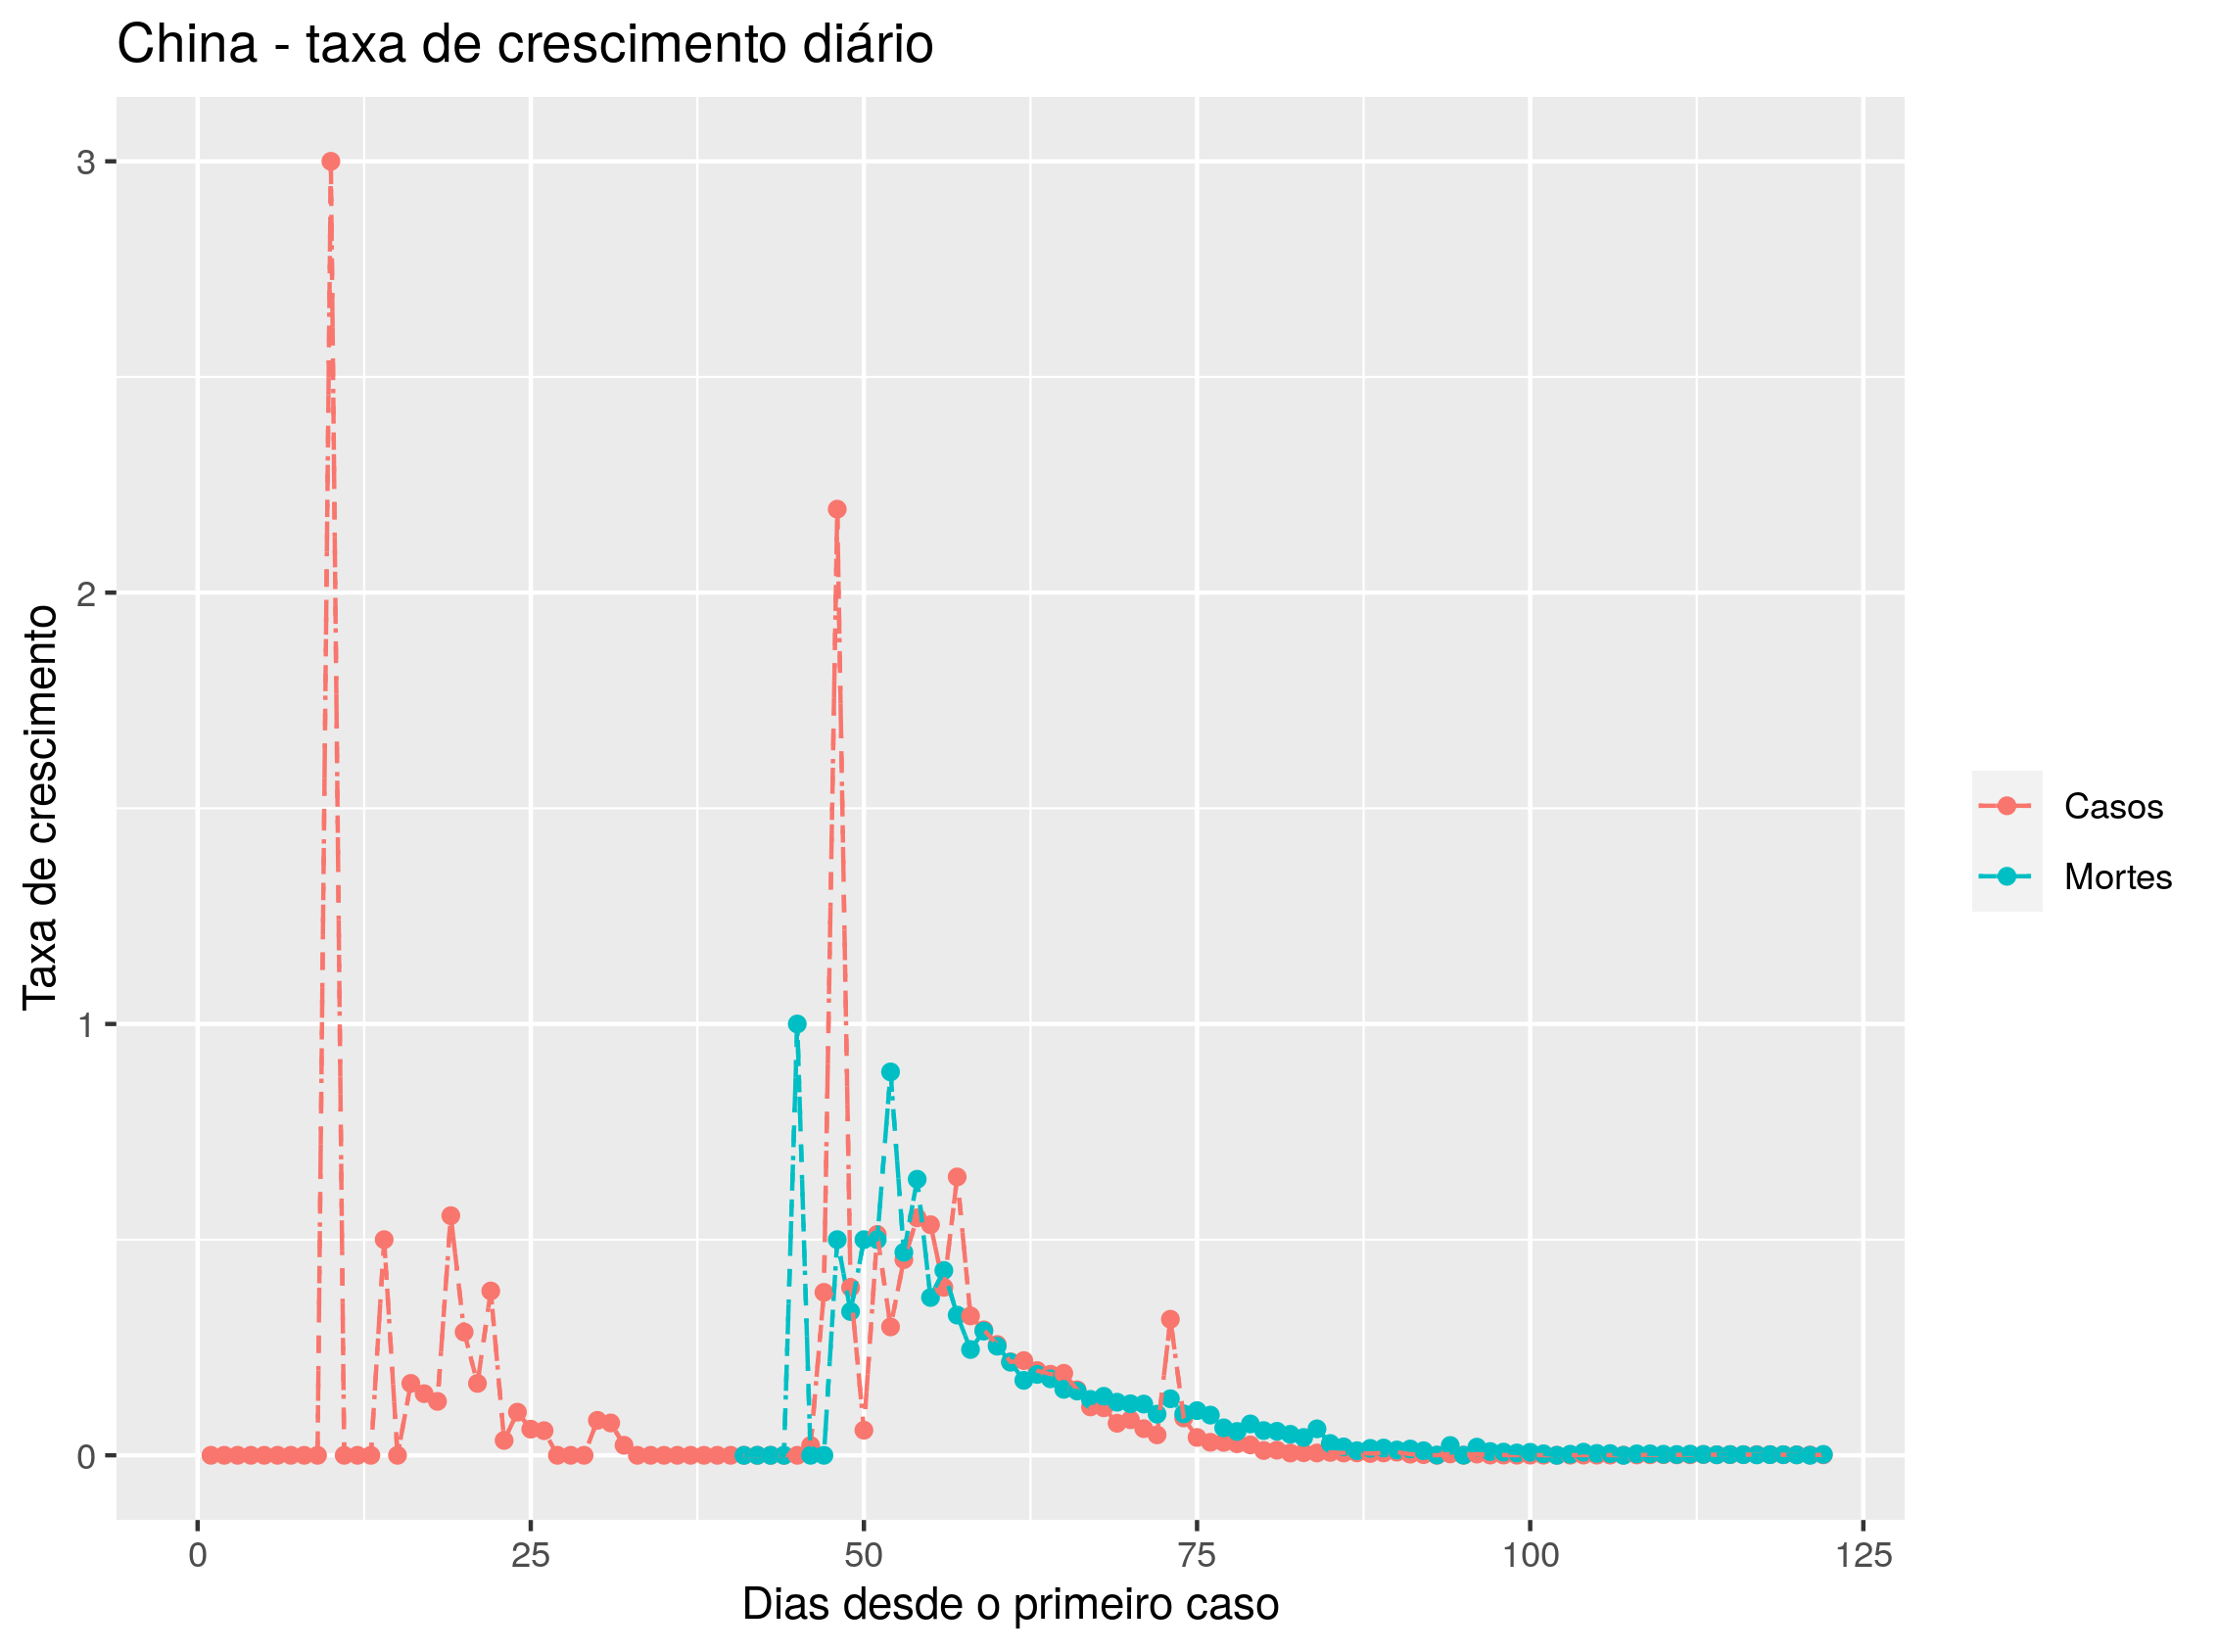 China - taxa de crescimento diário
Taxa de crescimento
3
2
1
0
0 25 50 75 100 125
Dias desde o primeiro caso
Casos
Mortes